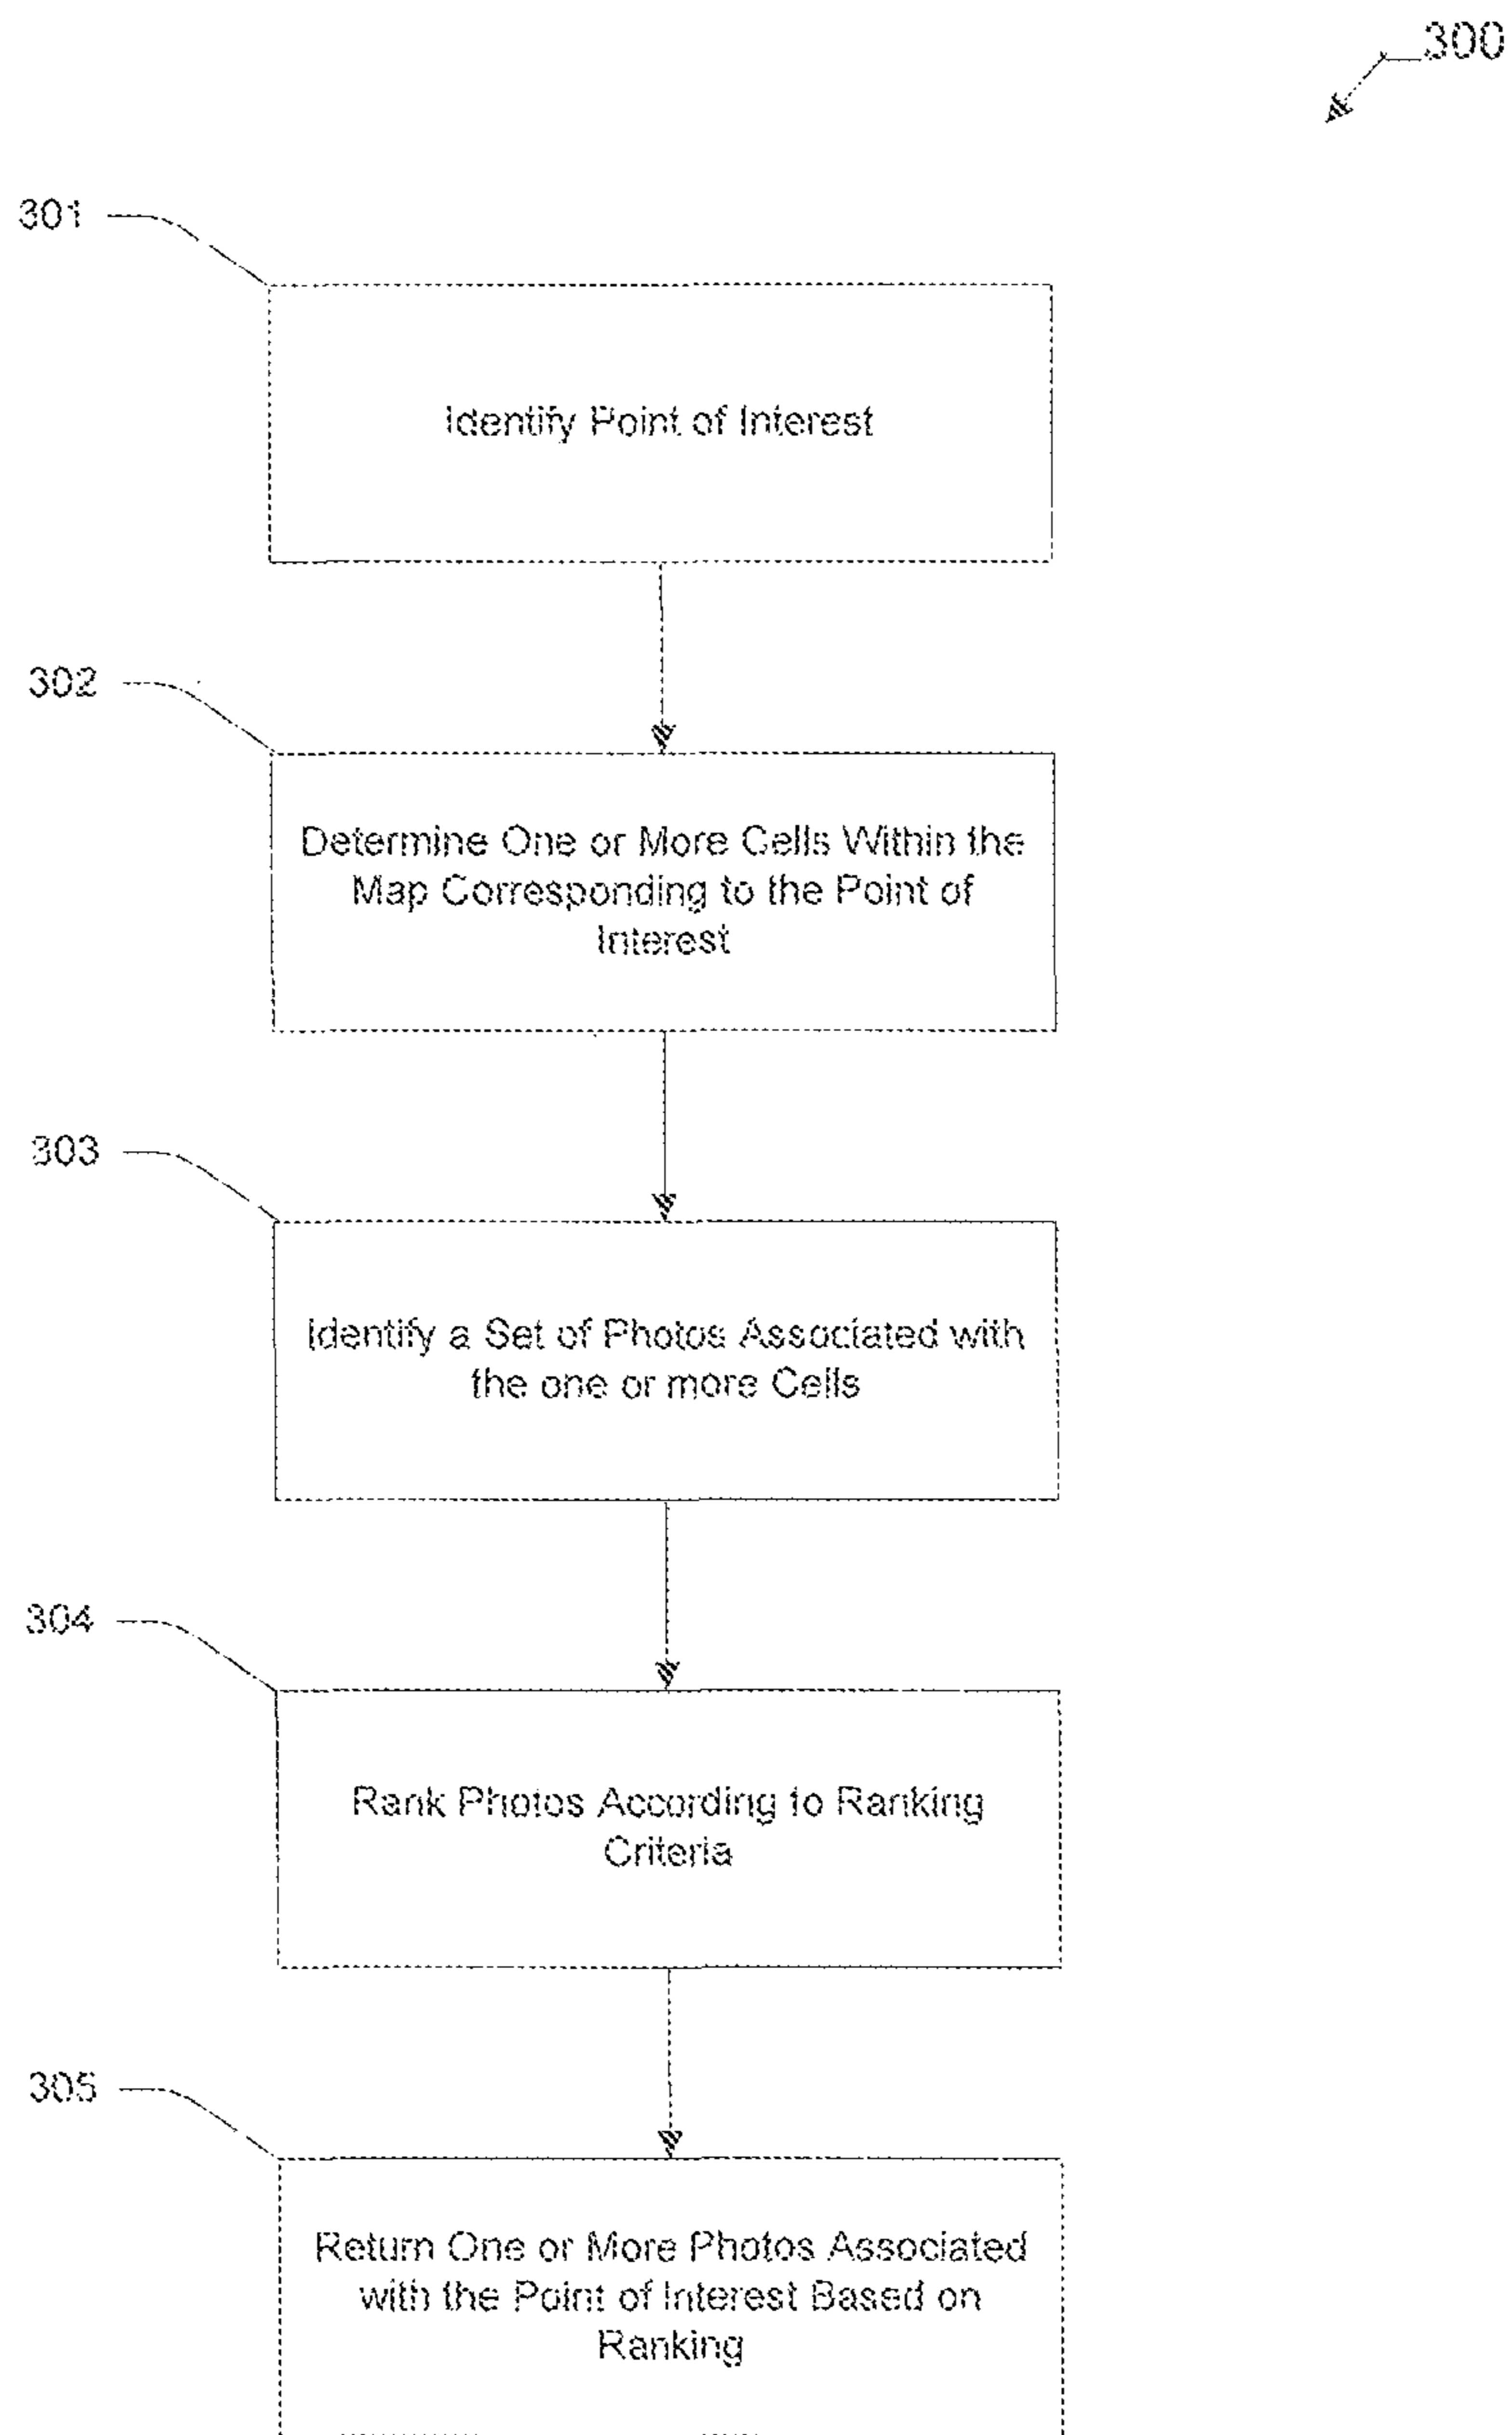 300
301
Identify Point of Interest
302
Determine One or More Cells Within the
Map Corresponding to the Point of
Interest
303
Identify a Set of Photos Associated with
the one or more Cells
304
Rank Photos According to Ranking
Criteria
305
Return One or More Photos Associated
with the Point of Interest Based on
Ranking